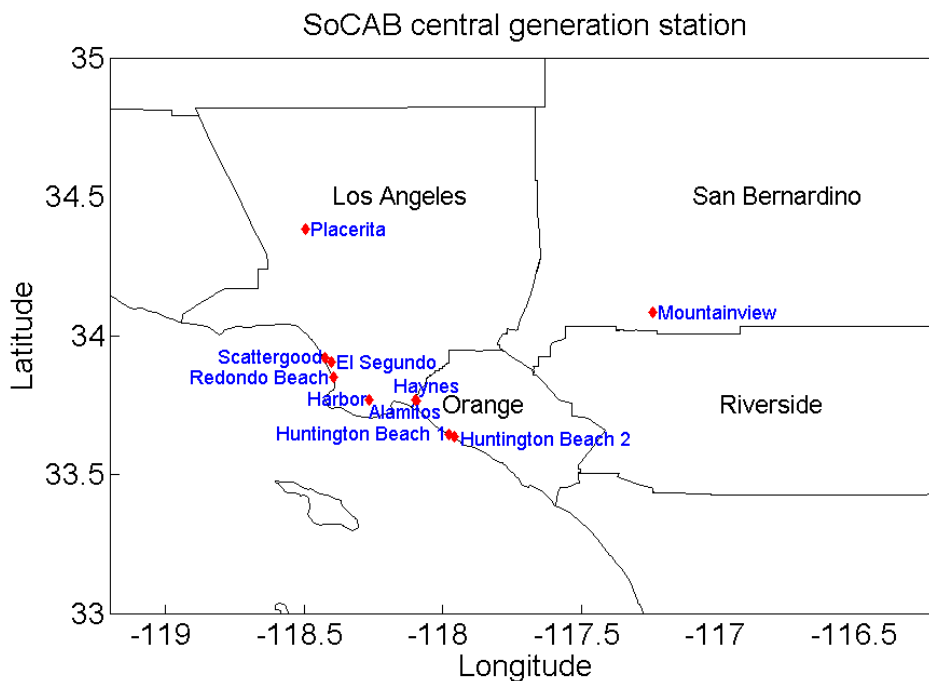 SoCAB central generation station
35
34.5
34
33.5
33
Latitude
Los Angeles
San Bernardino
Placerita
Mountainview
Scattergood
El Segundo
Redondo Beach
Haynes
Harbor
Alamitos
Orange
Riverside
Huntington Beach 1
Huntington Beach 2
-119
-118.5
-118
-117.5
-117
-116.5
Longitude